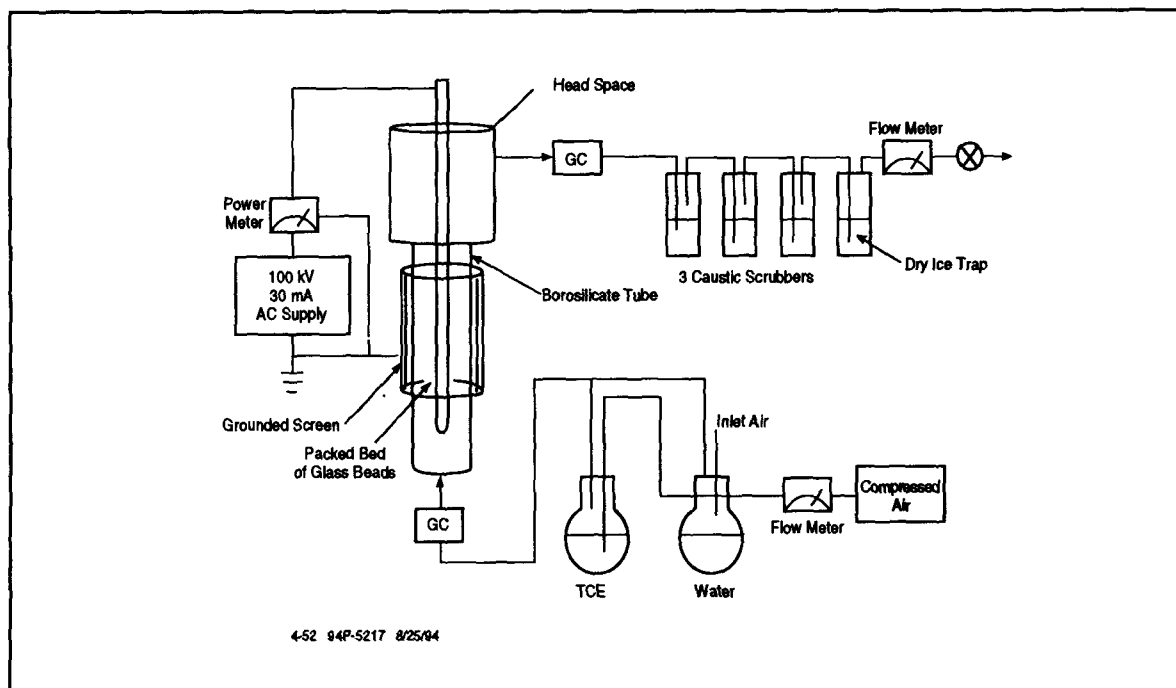 Head Space
Flow Meter
GC
Power
Meter
Dry Ice Trap
3 Caustic Scrubbers
100 kV
30 mA
AC Supply
Borosilicate Tube
Grounded Screen
Packed Bed
of Glass Beads
Inlet Air
Compressed
Air
Flow Meter
GC
TCE
Water
4-52 94P-5217 8/25/94